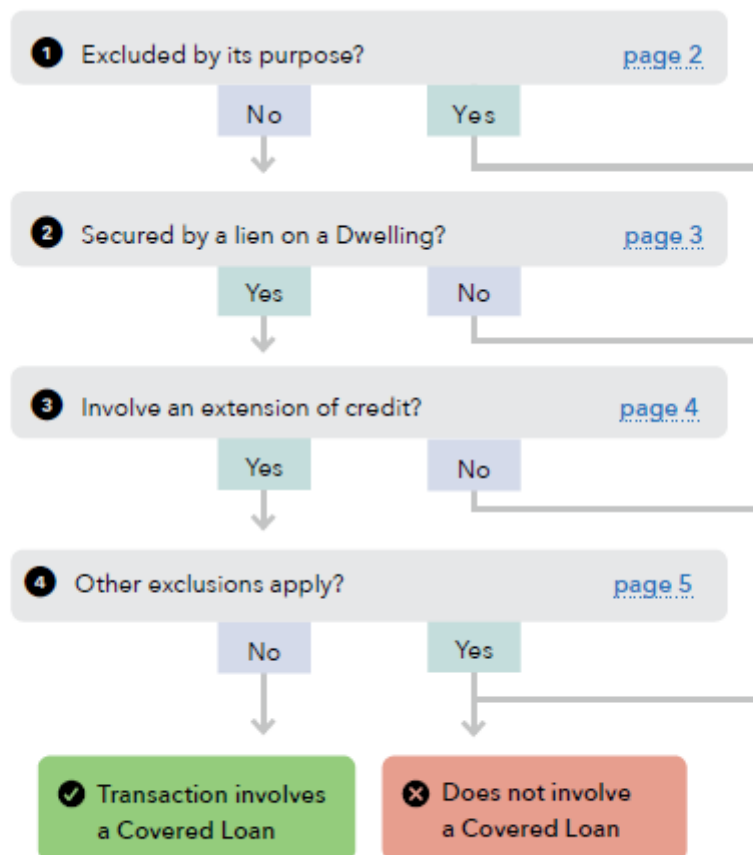 1 Excluded by its purpose? page 2
No Yes
2 Secured by a lien on a Dwelling? page 3
Yes No
3 Involve an extension of credit? page 4
Yes No
4 Other exclusions apply? page 5
No Yes
Transaction involves
a Covered Loan
Does not involve
a Covered Loan